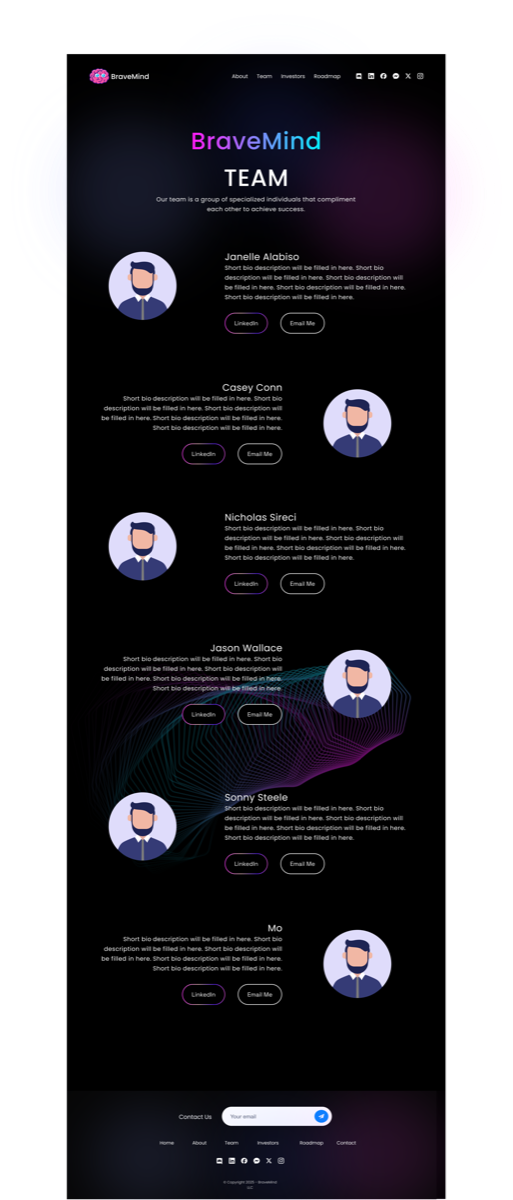 BraveMind
About Team Investors Roadmap
BraveMind
TEAM
Our team is a group of specialized individuals that compliment
each other to achieve success.
Janelle Alabiso
Short bio description will be filled in here. Short bio
description will be filled in here. Short bio description will
be filled in here. Short bio description will be filled in here.
Short bio description will be filled in here.
LinkedIn Email Me
Casey Conn
Short bio description will be filled in here. Short bio
description will be filled in here. Short bio description will
be filled in here. Short bio description will be filled in here.
Short bio description will be filled in here.
LinkedIn Email Me
Nicholas Sireci
Short bio description will be filled in here. Short bio
description will be filled in here. Short bio description will
be filled in here. Short bio description will be filled in here.
Short bio description will be filled in here.
LinkedIn Email Me
Jason Wallace
Short bio description will be filled in here. Short bio
description will be filled in here. Short bio description will
be filled in here. Short bio description will be filled in here.
Short bio description will be filled in here.
LinkedIn Email Me
Sonny Steele
Short bio description will be filled in here. Short bio
description will be filled in here. Short bio description will
be filled in here. Short bio description will be filled in here.
Short bio description will be filled in here.
LinkedIn Email Me
Mo
Short bio description will be filled in here. Short bio
description will be filled in here. Short bio description will
be filled in here. Short bio description will be filled in here.
Short bio description will be filled in here.
LinkedIn Email Me
Contact Us Your email
Home About Team Investors Roadmap Contact
© Copyright 2023 - BraveMind
LLC